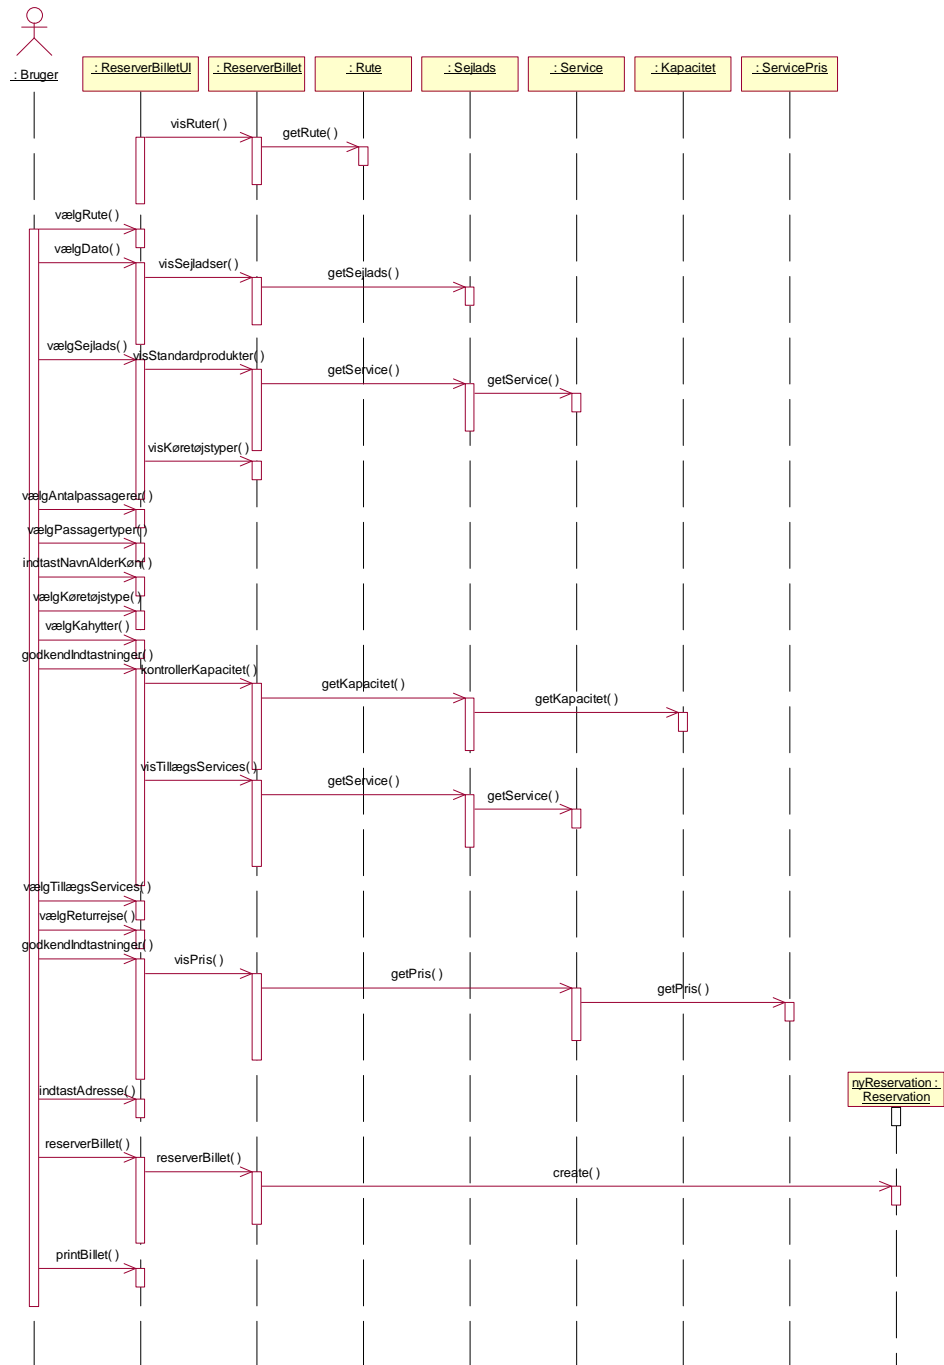 : Bruger
: ReserverBilletUI
: ReserverBillet
: Rute
: Sejlads
: Service
: Kapacitet
: ServicePris
visRuter( )
getRute( )
vælgRute( )
vælgDato( )
visSejladser( )
getSejlads( )
vælgSejlads( )
visStandardprodukter( )
getService( )
getService( )
visKøretøjstyper( )
vælgAntalpassagerer( )
vælgPassagertyper( )
indtastNavnAlderKøn( )
vælgKøretøjstype( )
vælgKahytter( )
godkendIndtastninger( )
kontrollerKapacitet( )
getKapacitet( )
getKapacitet( )
visTillægsServices( )
getService( )
getService( )
vælgTillægsServices( )
vælgReturrejse( )
godkendIndtastninger( )
visPris( )
getPris( )
getPris( )
indtastAdresse( )
nyReservation :
Reservation
reserverBillet( )
reserverBillet( )
create( )
printBillet( )